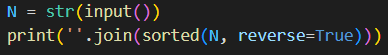 N = str(input())
print(''.join(sorted(N, reverse=True)))